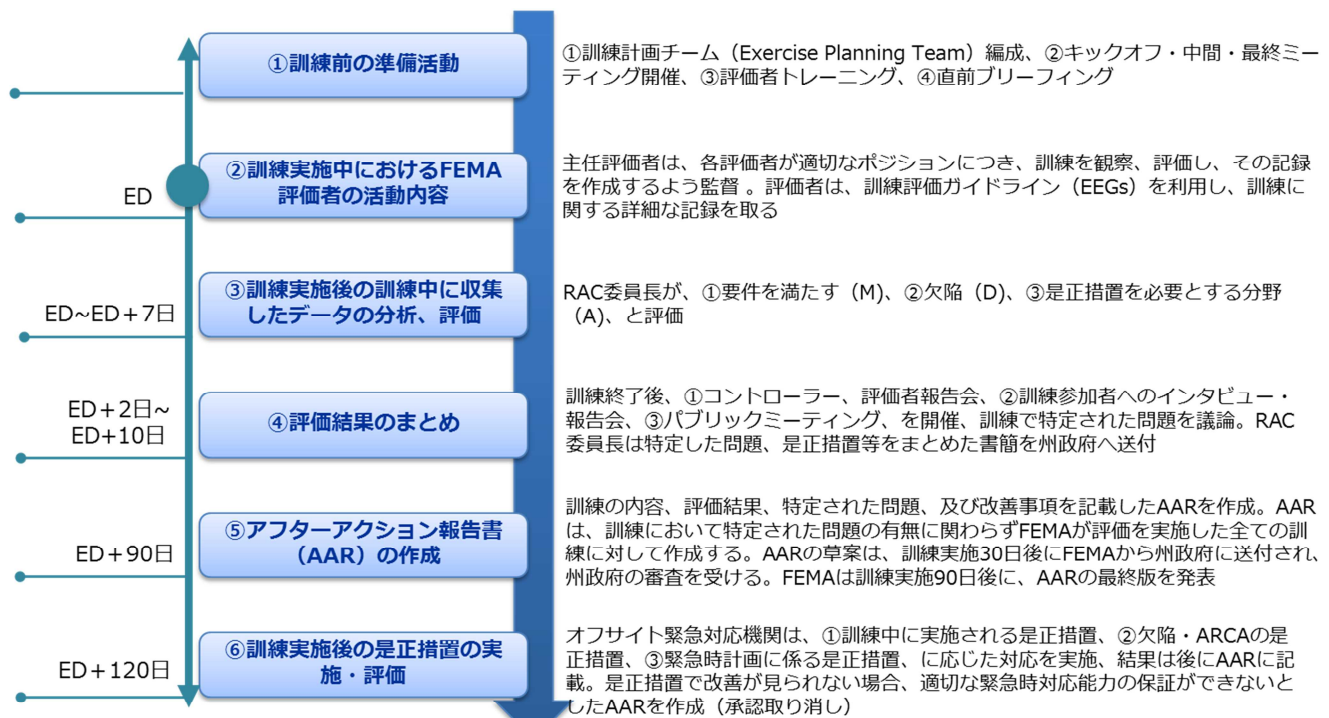 ①訓練前の準備活動
①訓練計画チーム（Exercise Planning Team）編成、②キックオフ・中間・最終ミー
ティング開催、③評価者トレーニング、④直前ブリーフィング
ED
②訓練実施中におけるFEMA
評価者の活動内容
主任評価者は、各評価者が適切なポジションにつき、訓練を観察、評価し、その記録
を作成するよう監督 。評価者は、訓練評価ガイドライン（EEGs）を利用し、訓練に
関する詳細な記録を取る
ED~ED＋7日
③訓練実施後の訓練中に収集
したデータの分析、評価
RAC委員長が、①要件を満たす（M)、②欠陥（D)、③是正措置を必要とする分野
（A)、と評価
ED＋2日~
ED+10日
④評価結果のまとめ
訓練終了後、①コントローラー、評価者報告会、②訓練参加者へのインタビュー・
報告会、③パブリックミーティング、を開催、訓練で特定された問題を議論。RAC
委員長は特定した問題、是正措置等をまとめた書簡を州政府へ送付
ED＋90日
⑤アフターアクション報告書
（AAR）の作成
訓練の内容、評価結果、特定された問題、及び改善事項を記載したAARを作成。AAR
は、訓練において特定された問題の有無に関わらずFEMAが評価を実施した全ての訓
練に対して作成する。AARの草案は、訓練実施30日後にFEMAから州政府に送付され、
州政府の審査を受ける。FEMAは訓練実施90日後に、AARの最終版を発表
ED＋120日
⑥訓練実施後の是正措置の実
施・評価
オフサイト緊急対応機関は、①訓練中に実施される是正措置、②欠陥・ARCAの是
正措置、③緊急時計画に係る是正措置、に応じた対応を実施、結果は後にAARに記
載。是正措置で改善が見られない場合、適切な緊急時対応能力の保証ができないと
したAARを作成（承認取り消し）